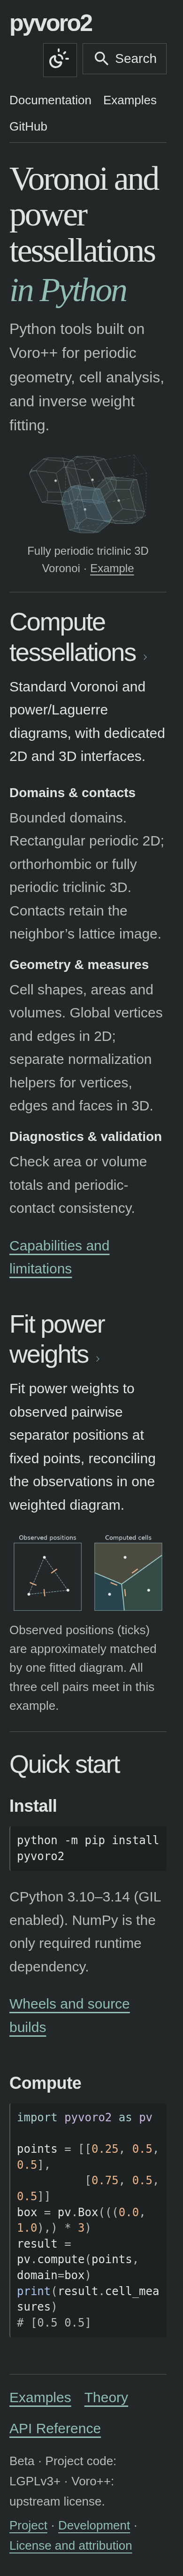 pyvoro2
Search
Documentation Examples
GitHub
Voronoi and
power
tessellations
in Python
Python tools built on
Voro++ for periodic
geometry, cell analysis,
and inverse weight
fitting.
Fully periodic triclinic 3D
Voronoi · Example
Compute
tessellations ›
Standard Voronoi and
power/Laguerre
diagrams, with dedicated
2D and 3D interfaces.
Domains & contacts
Bounded domains.
Rectangular periodic 2D;
orthorhombic or fully
periodic triclinic 3D.
Contacts retain the
neighbor’s lattice image.
Geometry & measures
Cell shapes, areas and
volumes. Global vertices
and edges in 2D;
separate normalization
helpers for vertices,
edges and faces in 3D.
Diagnostics & validation
Check area or volume
totals and periodic-
contact consistency.
Capabilities and
limitations
Fit power
weights ›
Fit power weights to
observed pairwise
separator positions at
fixed points, reconciling
the observations in one
weighted diagram.
Observed positions Computed cells
Observed positions (ticks)
are approximately matched
by one fitted diagram. All
three cell pairs meet in this
example.
Quick start
Install
python -m pip install
pyvoro2
CPython 3.10–3.14 (GIL
enabled). NumPy is the
only required runtime
dependency.
Wheels and source
builds
Compute
import pyvoro2 as pv
points = [[0.25, 0.5,
0.5],
[0.75, 0.5,
0.5]]
box = pv.Box(((0.0,
1.0),) * 3)
result =
pv.compute(points,
domain=box)
print(result.cell_mea
sures)
# [0.5 0.5]
Examples Theory
API Reference
Beta · Project code:
LGPLv3+ · Voro++:
upstream license.
Project · Development ·
License and attribution